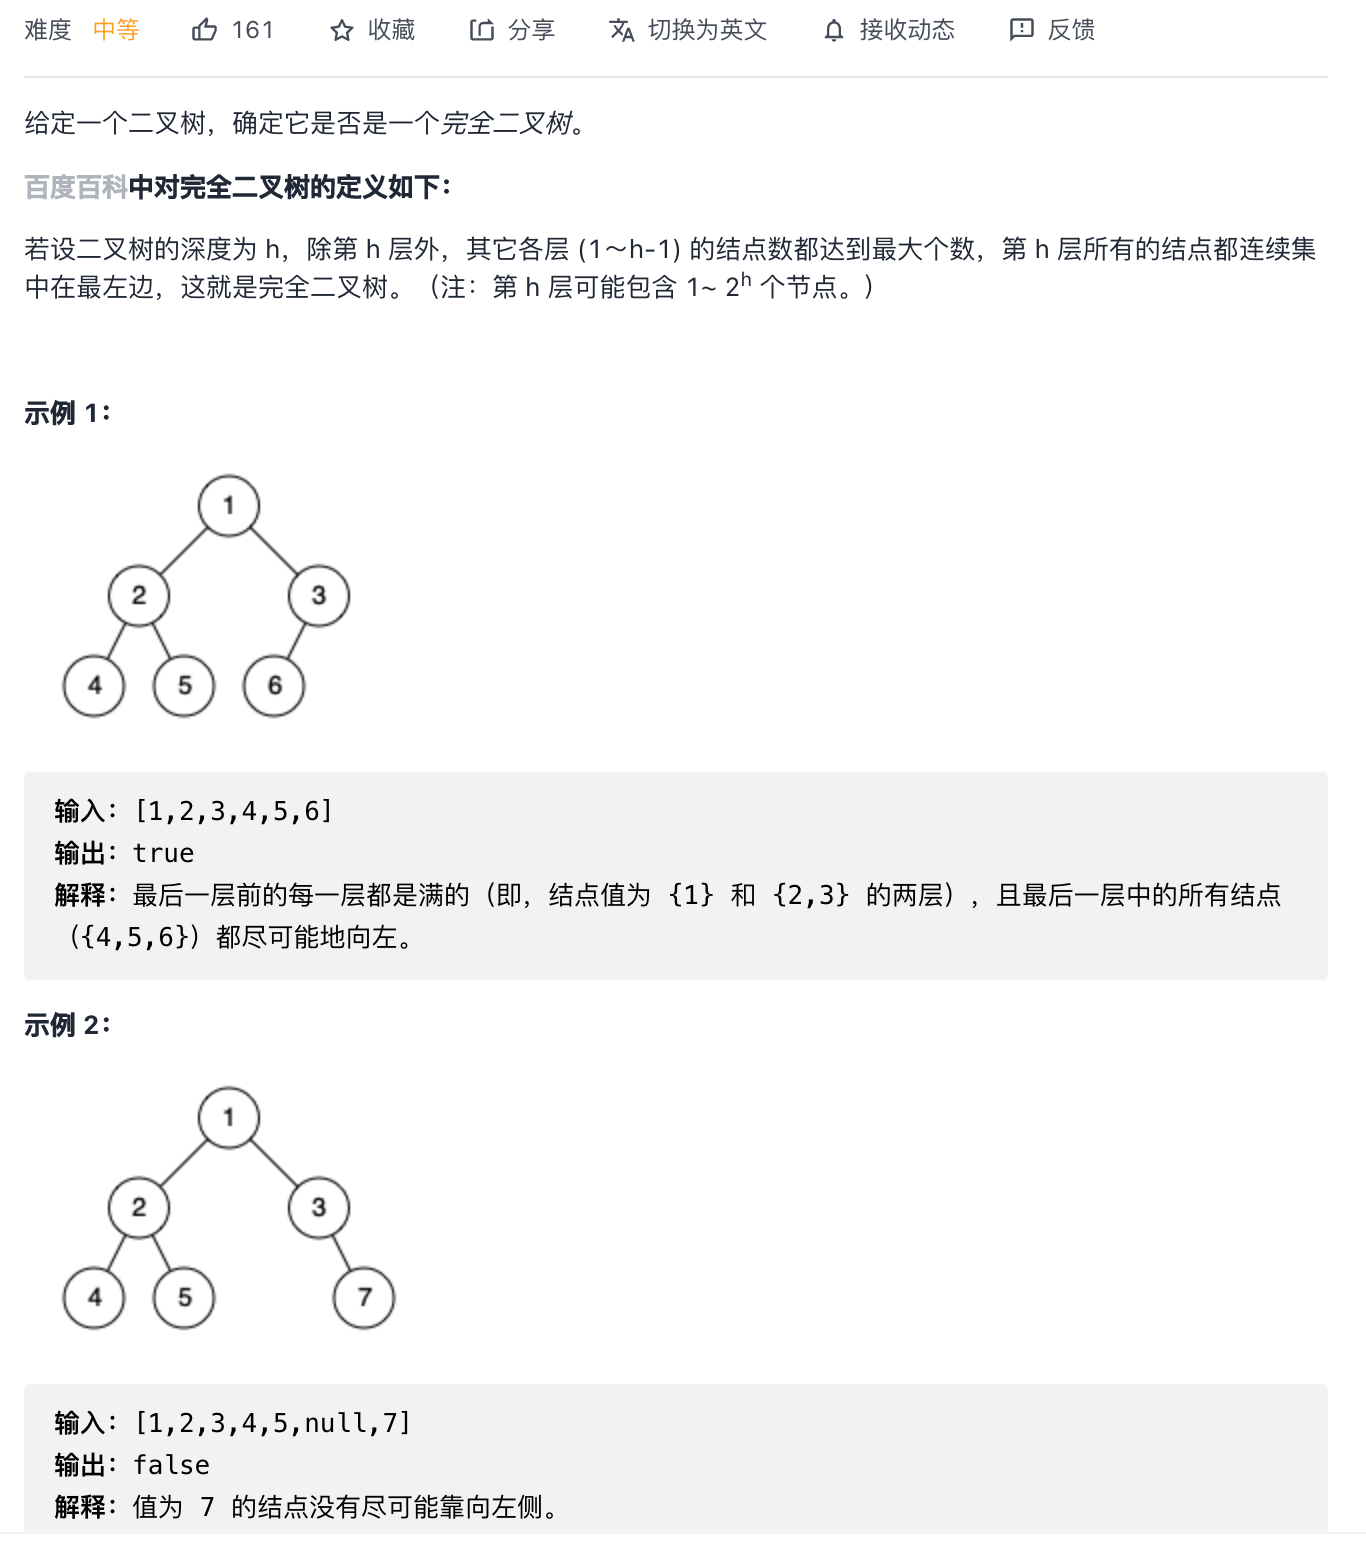 难度 中等 161 收藏 分享 切换为英文 接收动态 反馈
给定一个二叉树，确定它是否是一个完全二叉树。
百度百科中对完全二叉树的定义如下：
若设二叉树的深度为 h，除第 h 层外，其它各层 (1～h-1) 的结点数都达到最大个数，第 h 层所有的结点都连续集
中在最左边，这就是完全二叉树。（注：第 h 层可能包含 1~ 2ʰ 个节点。）
示例 1：
1
2 3
4 5 6
输入：[1,2,3,4,5,6]
输出：true
解释：最后一层前的每一层都是满的（即，结点值为 {1} 和 {2,3} 的两层），且最后一层中的所有结点
（{4,5,6}）都尽可能地向左。
示例 2：
1
2 3
4 5 7
输入：[1,2,3,4,5,null,7]
输出：false
解释：值为 7 的结点没有尽可能靠向左侧。